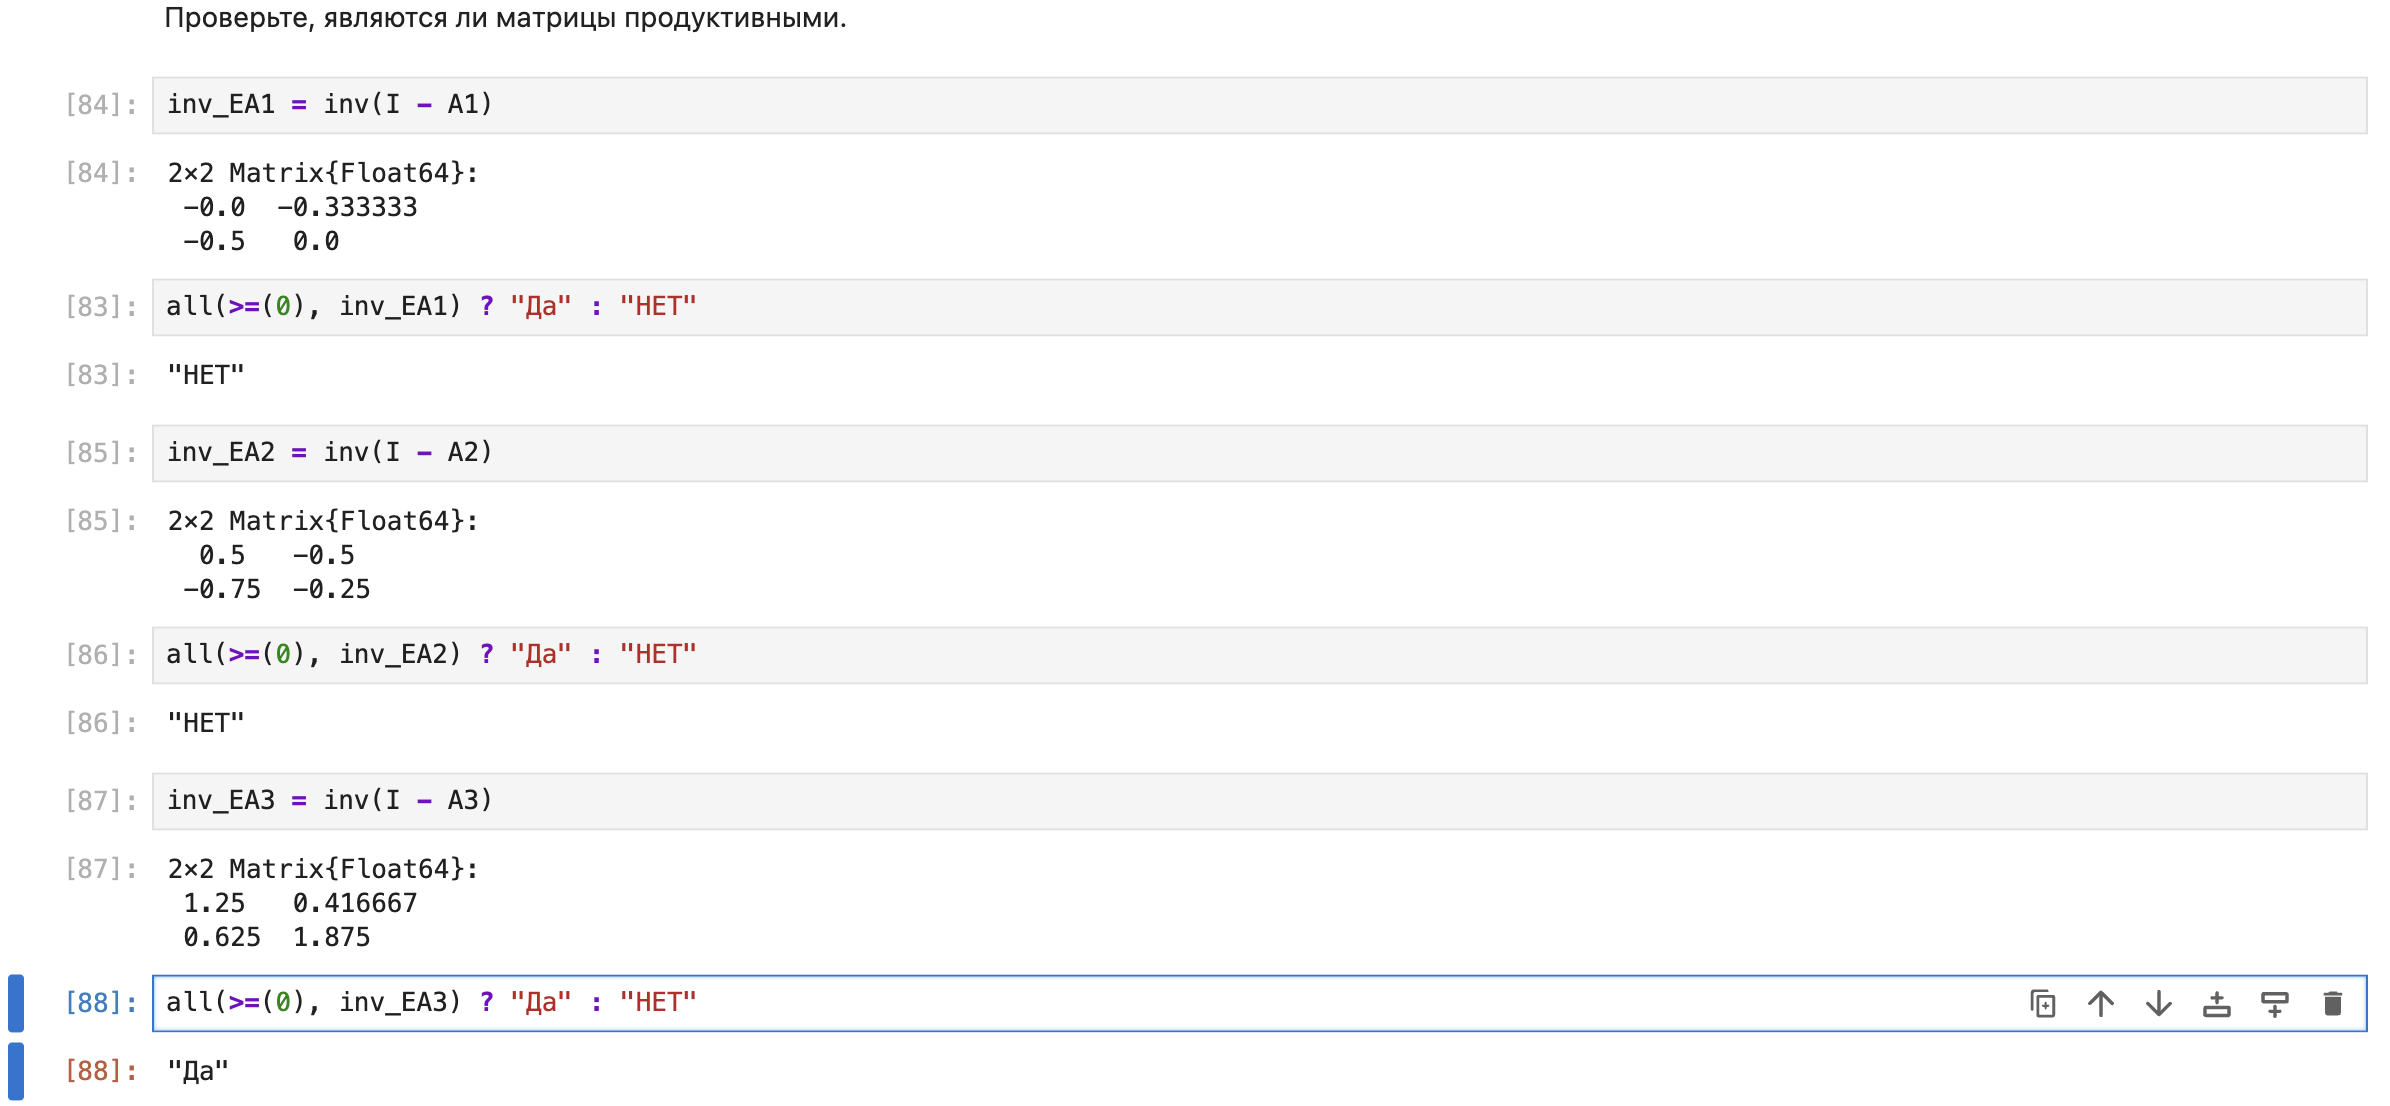 Проверьте, являются ли матрицы продуктивными.
[84]: inv_EA1 = inv(I − A1)
[84]: 2×2 Matrix{Float64}:
−0.0 −0.333333
−0.5 0.0
[83]: all(>=(0), inv_EA1) ? "Да" : "НЕТ"
[83]: "НЕТ"
[85]: inv_EA2 = inv(I − A2)
[85]: 2×2 Matrix{Float64}:
0.5 −0.5
−0.75 −0.25
[86]: all(>=(0), inv_EA2) ? "Да" : "НЕТ"
[86]: "НЕТ"
[87]: inv_EA3 = inv(I − A3)
[87]: 2×2 Matrix{Float64}:
1.25 0.416667
0.625 1.875
[88]: all(>=(0), inv_EA3) ? "Да" : "НЕТ"
[88]: "Да"